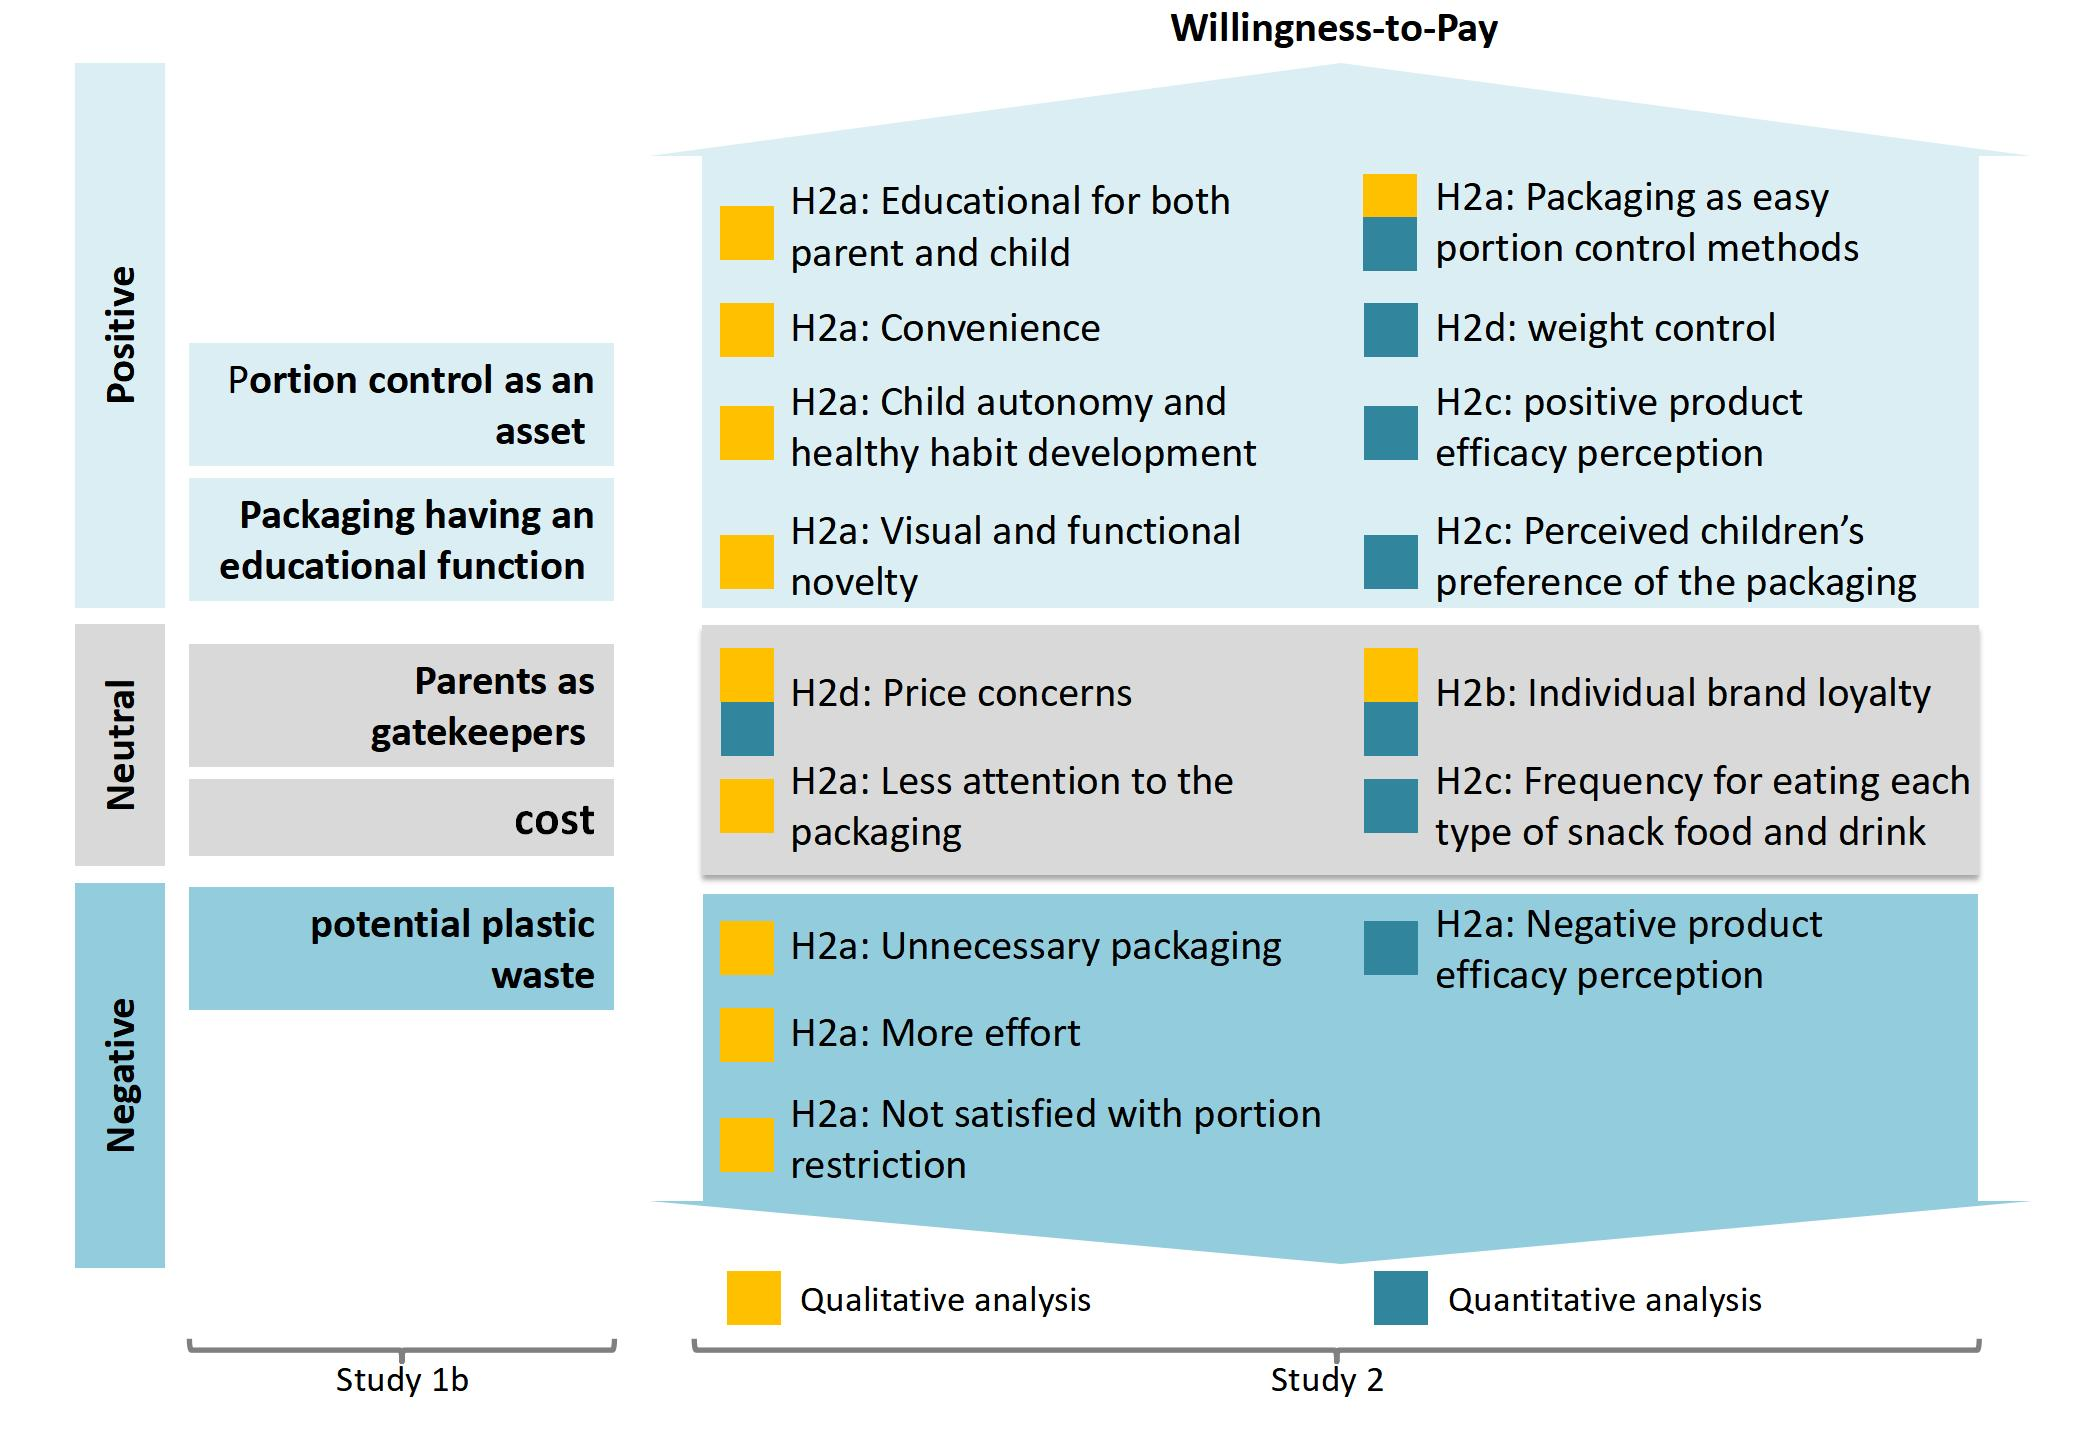 Willingness-to-Pay
Positive
Portion control as an
asset
Packaging having an
educational function
H2a: Educational for both
parent and child
H2a: Convenience
H2a: Child autonomy and
healthy habit development
H2a: Visual and functional
novelty
H2a: Packaging as easy
portion control methods
H2d: weight control
H2c: positive product
efficacy perception
H2c: Perceived children’s
preference of the packaging
Neutral
Parents as
gatekeepers
cost
H2d: Price concerns
H2a: Less attention to the
packaging
H2b: Individual brand loyalty
H2c: Frequency for eating each
type of snack food and drink
Negative
potential plastic
waste
H2a: Unnecessary packaging
H2a: More effort
H2a: Not satisfied with portion
restriction
H2a: Negative product
efficacy perception
Qualitative analysis
Quantitative analysis
Study 1b
Study 2